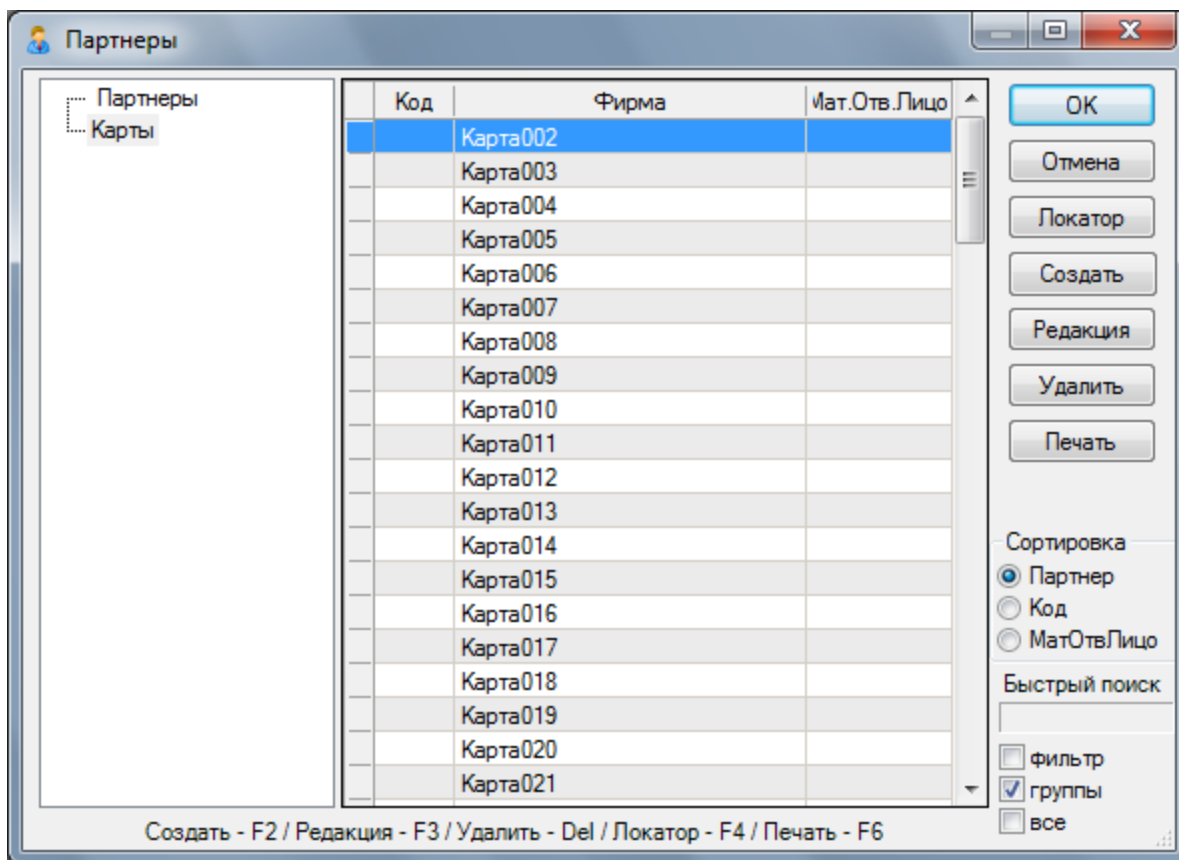 Партнеры
Партнеры
Карты
Код Фирма Мат.Отв.Лицо
Карта002
Карта003
Карта004
Карта005
Карта006
Карта007
Карта008
Карта009
Карта010
Карта011
Карта012
Карта013
Карта014
Карта015
Карта016
Карта017
Карта018
Карта019
Карта020
Карта021
OK
Отмена
Локатор
Создать
Редакция
Удалить
Печать
Сортировка
Партнер
Код
МатОтвЛицо
Быстрый поиск
фильтр
группы
все
Создать - F2 / Редакция - F3 / Удалить - Del / Локатор - F4 / Печать - F6